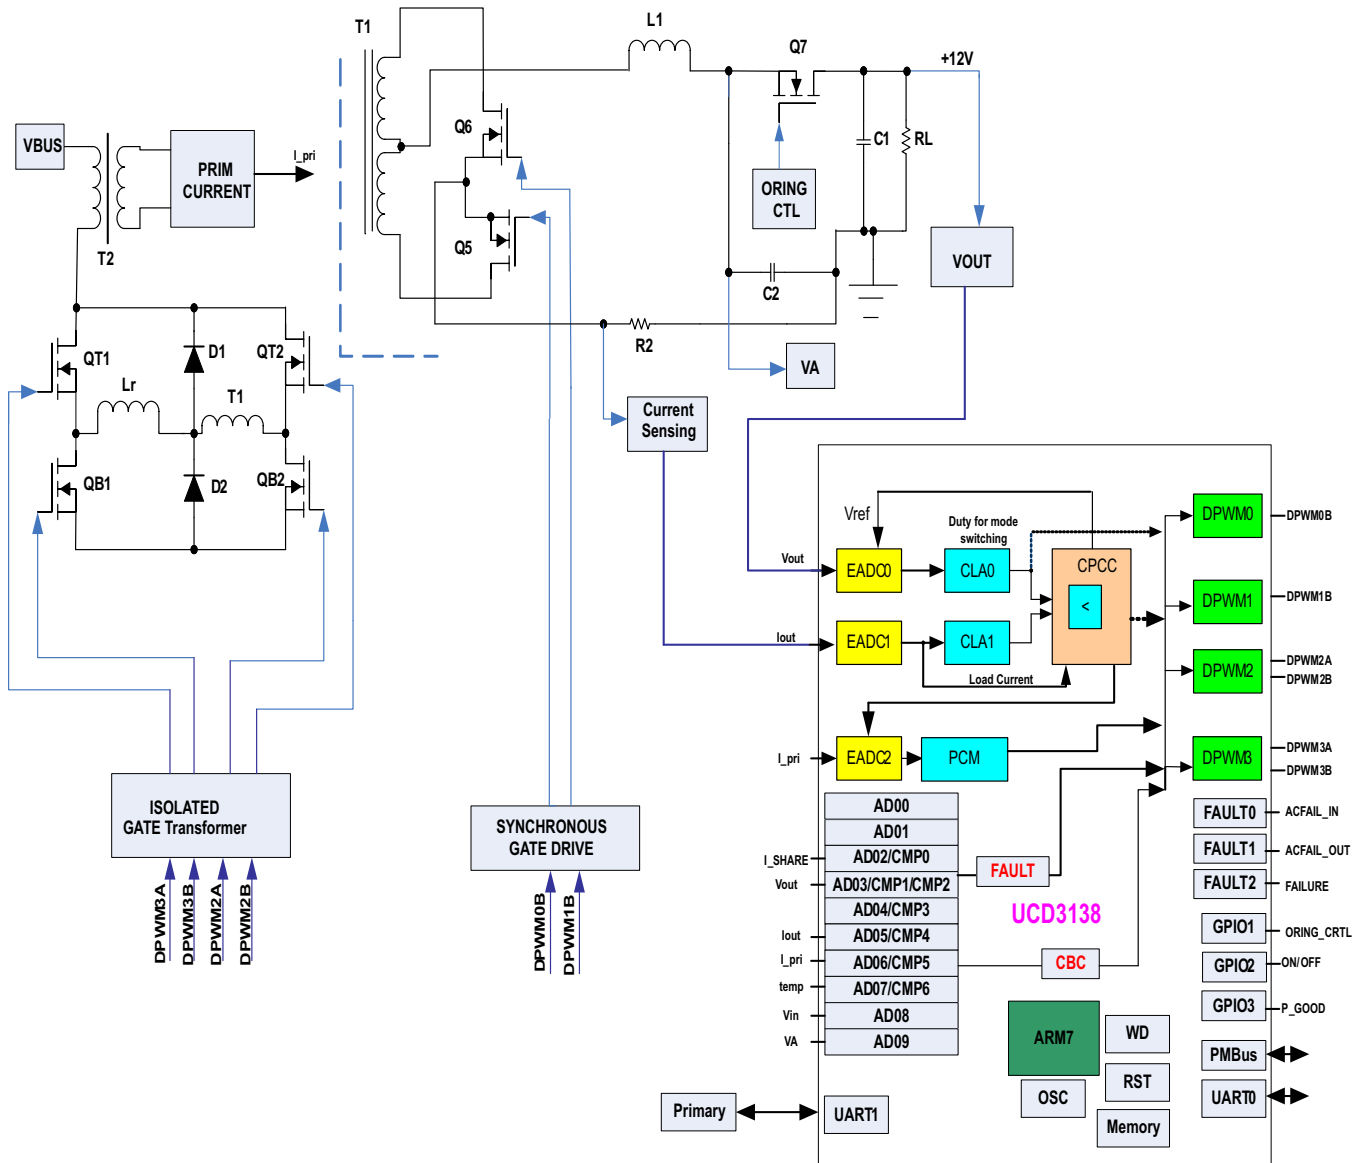 T1
L1
Q7
+12V
VBUS
PRIM
CURRENT
I_pri
Q6
C1
RL
ORING
CTL
T2
Q5
VOUT
C2
R2
VA
QT1
D1
QT2
Lr
T1
QB1
D2
QB2
Current
Sensing
Vref
Duty for mode
switching
CPCC
<
Vout
EADC0
CLA0
DPWM0
DPWM0B
DPWM1
DPWM1B
Iout
EADC1
CLA1
Load Current
DPWM2
DPWM2A
DPWM2B
I_pri
EADC2
PCM
DPWM3
DPWM3A
DPWM3B
ISOLATED
GATE Transformer
SYNCHRONOUS
GATE DRIVE
DPWM3A
DPWM3B
DPWM2A
DPWM2B
DPWM0B
DPWM1B
AD00
AD01
I_SHARE
AD02/CMP0
Vout
AD03/CMP1/CMP2
AD04/CMP3
Iout
AD05/CMP4
I_pri
AD06/CMP5
temp
AD07/CMP6
Vin
AD08
VA
AD09
FAULT
UCD3138
CBC
FAULT0
ACFAIL_IN
FAULT1
ACFAIL_OUT
FAULT2
FAILURE
GPIO1
ORING_CRTL
GPIO2
ON/OFF
GPIO3
P_GOOD
ARM7
WD
PMBus
OSC
RST
UART0
Memory
Primary
UART1